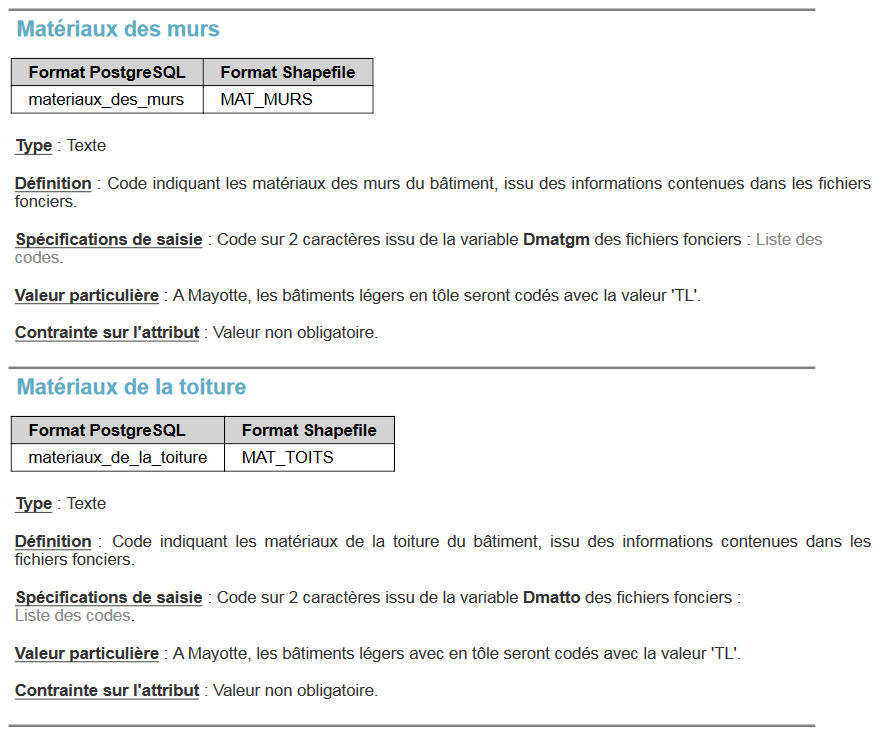 Matériaux des murs
Format PostgreSQL Format Shapefile
materiaux_des_murs MAT_MURS
Type : Texte
Définition : Code indiquant les matériaux des murs du bâtiment, issu des informations contenues dans les fichiers
fonciers.
Spécifications de saisie : Code sur 2 caractères issu de la variable Dmatgm des fichiers fonciers : Liste des
codes.
Valeur particulière : A Mayotte, les bâtiments légers en tôle seront codés avec la valeur 'TL'.
Contrainte sur l'attribut : Valeur non obligatoire.
Matériaux de la toiture
Format PostgreSQL Format Shapefile
materiaux_de_la_toiture MAT_TOITS
Type : Texte
Définition : Code indiquant les matériaux de la toiture du bâtiment, issu des informations contenues dans les
fichiers fonciers.
Spécifications de saisie : Code sur 2 caractères issu de la variable Dmatto des fichiers fonciers :
Liste des codes.
Valeur particulière : A Mayotte, les bâtiments légers avec en tôle seront codés avec la valeur 'TL'.
Contrainte sur l'attribut : Valeur non obligatoire.